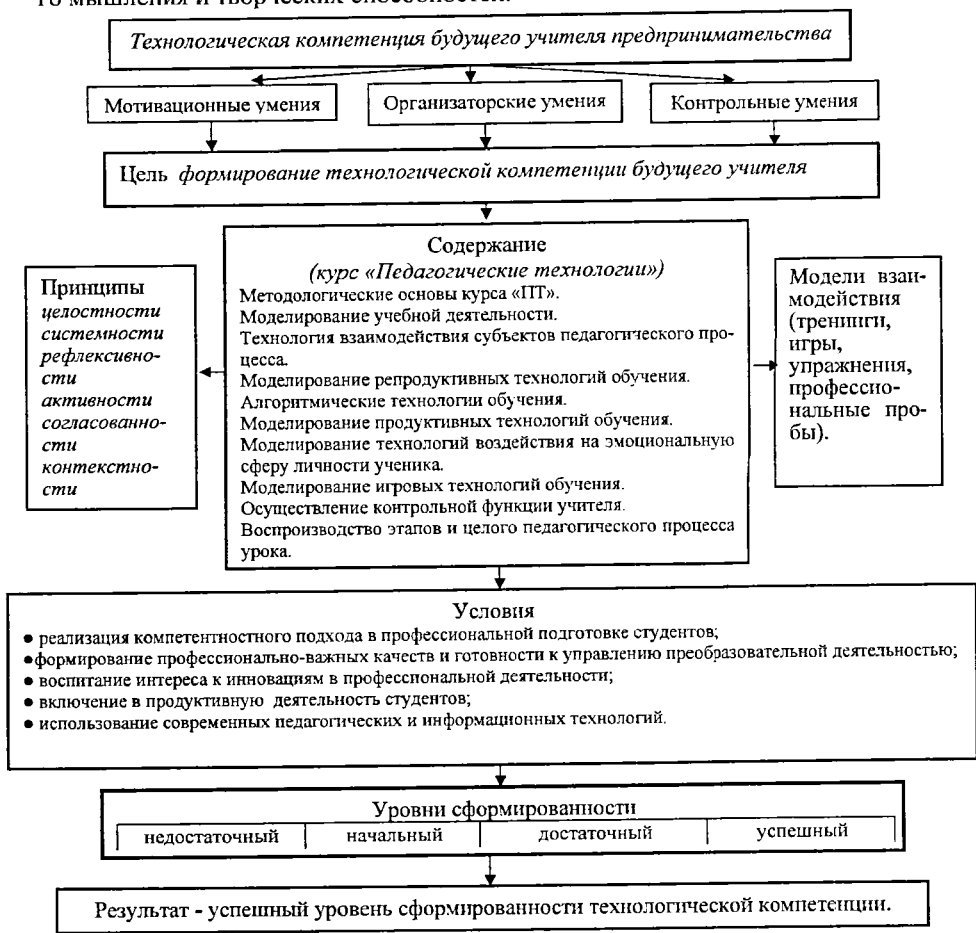 го мышления и творческих способностей.
Технологическая компетенция будущего учителя предпринимательства
Мотивационные умения
Организаторские умения
Контрольные умения
Цель формирование технологической компетенции будущего учителя
Содержание
(курс «Педагогические технологии»)
Методологические основы курса «ПТ».
Моделирование учебной деятельности.
Технология взаимодействия субъектов педагогического про-
цесса.
Моделирование репродуктивных технологий обучения.
Алгоритмические технологии обучения.
Моделирование продуктивных технологий обучения.
Моделирование технологий воздействия на эмоциональную
сферу личности ученика.
Моделирование игровых технологий обучения.
Осуществление контрольной функции учителя.
Воспроизводство этапов и целого педагогического процесса
урока.
Принципы
целостности
системности
рефлексивно-
сти
активности
согласованно-
сти
контекстно-
сти
Модели взаи-
модействия
(тренинги,
игры,
упражнения,
профессио-
нальные про-
бы).
Условия
● реализация компетентностного подхода в профессиональной подготовке студентов;
●формирование профессионально-важных качеств и готовности к управлению преобразовательной деятельностью;
● воспитание интереса к инновациям в профессиональной деятельности;
● включение в продуктивную деятельность студентов;
● использование современных педагогических и информационных технологий.
Уровни сформированности
недостаточный
начальный
достаточный
успешный
Результат - успешный уровень сформированности технологической компетенции.